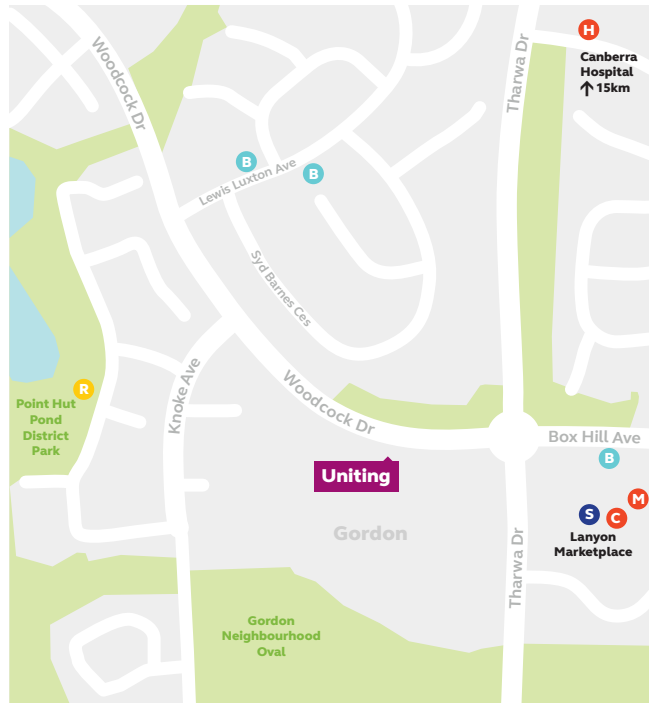 H
Canberra
Hospital
↑ 15km
Woodcock Dr
Tharwa Dr
B
B
Lewis Luxton Ave
Syd Barnes Ces
Knoke Ave
R
Point Hut
Pond
District
Park
Woodcock Dr
Box Hill Ave
B
Uniting
M
S
C
Lanyon
Marketplace
Gordon
Tharwa Dr
Gordon
Neighbourhood
Oval